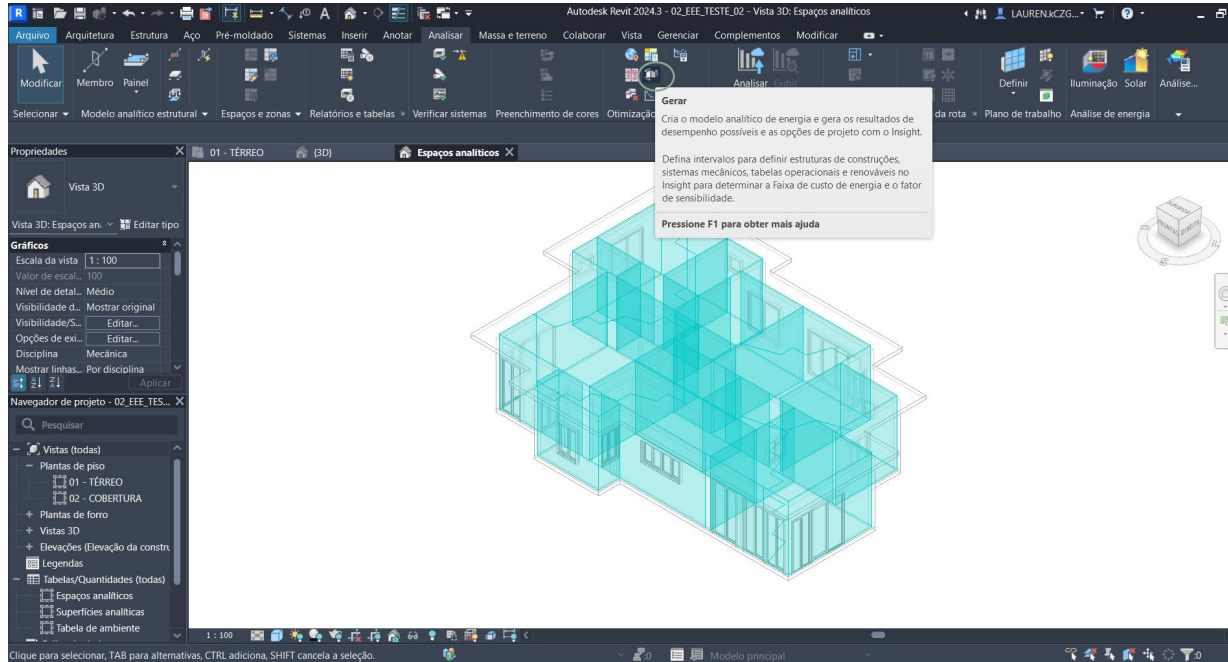 Autodesk Revit 2024.3 - 02_EEE_TESTE_02 - Vista 3D: Espaços analíticos
LAUREN.kCZG...
Arquivo Arquitetura Estrutura Aço Pré-moldado Sistemas Inserir Anotar Analisar Massa e terreno Colaborar Vista Gerenciar Complementos Modificar
Modificar Membro Painel Analisar Exibir Definir Iluminação Solar Análise...
Selecionar Modelo analítico estrutural Espaços e zonas Relatórios e tabelas Verificar sistemas Preenchimento de cores Otimização da rota Plano de trabalho Análise de energia
Gerar
Cria o modelo analítico de energia e gera os resultados de
desempenho possíveis e as opções de projeto com o Insight.
Defina intervalos para definir estruturas de construções,
sistemas mecânicos, tabelas operacionais e renováveis no
Insight para determinar a Faixa de custo de energia e o fator
de sensibilidade.
Pressione F1 para obter mais ajuda
Propriedades
01 - TÉRREO (3D) Espaços analíticos
Vista 3D
Vista 3D: Espaços an. Editar tipo
Gráficos
Escala da vista 1 : 100
Valor de escal... 100
Nível de detal... Médio
Visibilidade d... Mostrar original
Visibilidade/S... Editar...
Opções de exi... Editar...
Disciplina Mecânica
Mostrar linhas... Por disciplina
Aplicar
Navegador de projeto - 02_EEE_TES...
Pesquisar
Vistas (todas)
Plantas de piso
01 - TÉRREO
02 - COBERTURA
Plantas de forro
Vistas 3D
Elevações (Elevação da constru
Legendas
Tabelas/Quantidades (todas)
Espaços analíticos
Superfícies analíticas
Tabela de ambiente
1 : 100
Clique para selecionar, TAB para alternativas, CTRL adiciona, SHIFT cancela a seleção.
:0
Modelo principal
:0